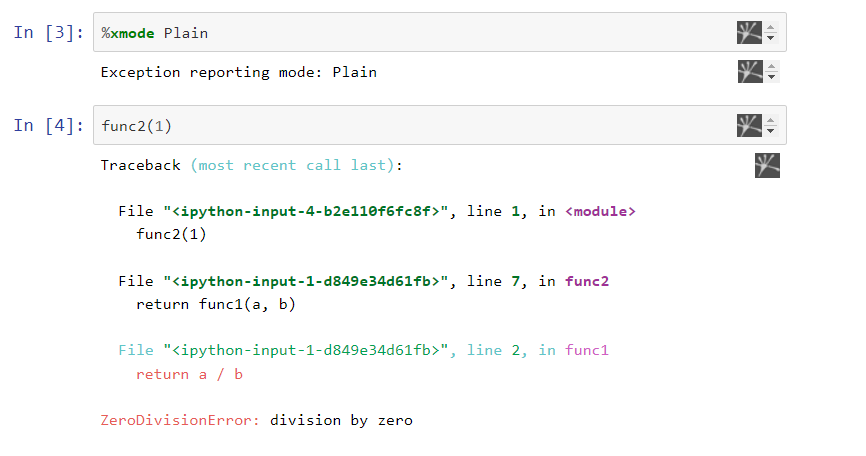 In [3]: %xmode Plain
Exception reporting mode: Plain
In [4]: func2(1)
Traceback (most recent call last):
File "<ipython-input-4-b2e110f6fc8f>", line 1, in <module>
func2(1)
File "<ipython-input-1-d849e34d61fb>", line 7, in func2
return func1(a, b)
File "<ipython-input-1-d849e34d61fb>", line 2, in func1
return a / b
ZeroDivisionError: division by zero